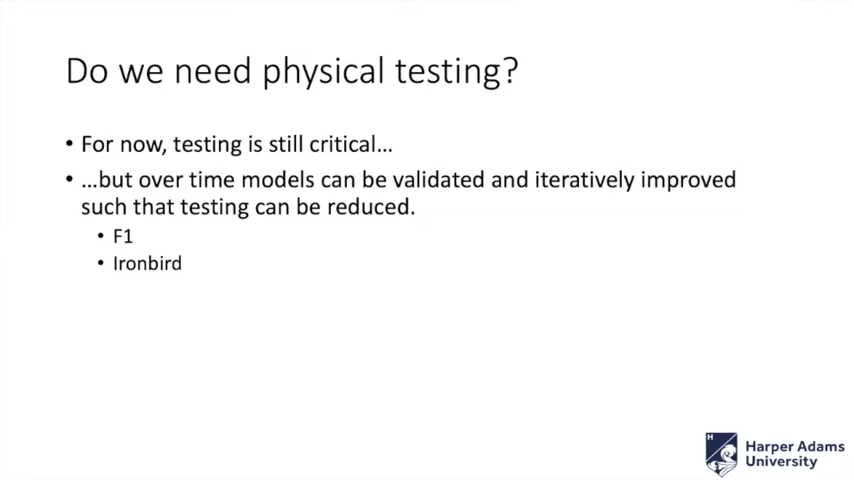 Do we need physical testing?
• For now, testing is still critical…
• …but over time models can be validated and iteratively improved
such that testing can be reduced.
• F1
• Ironbird
H
Harper Adams
University